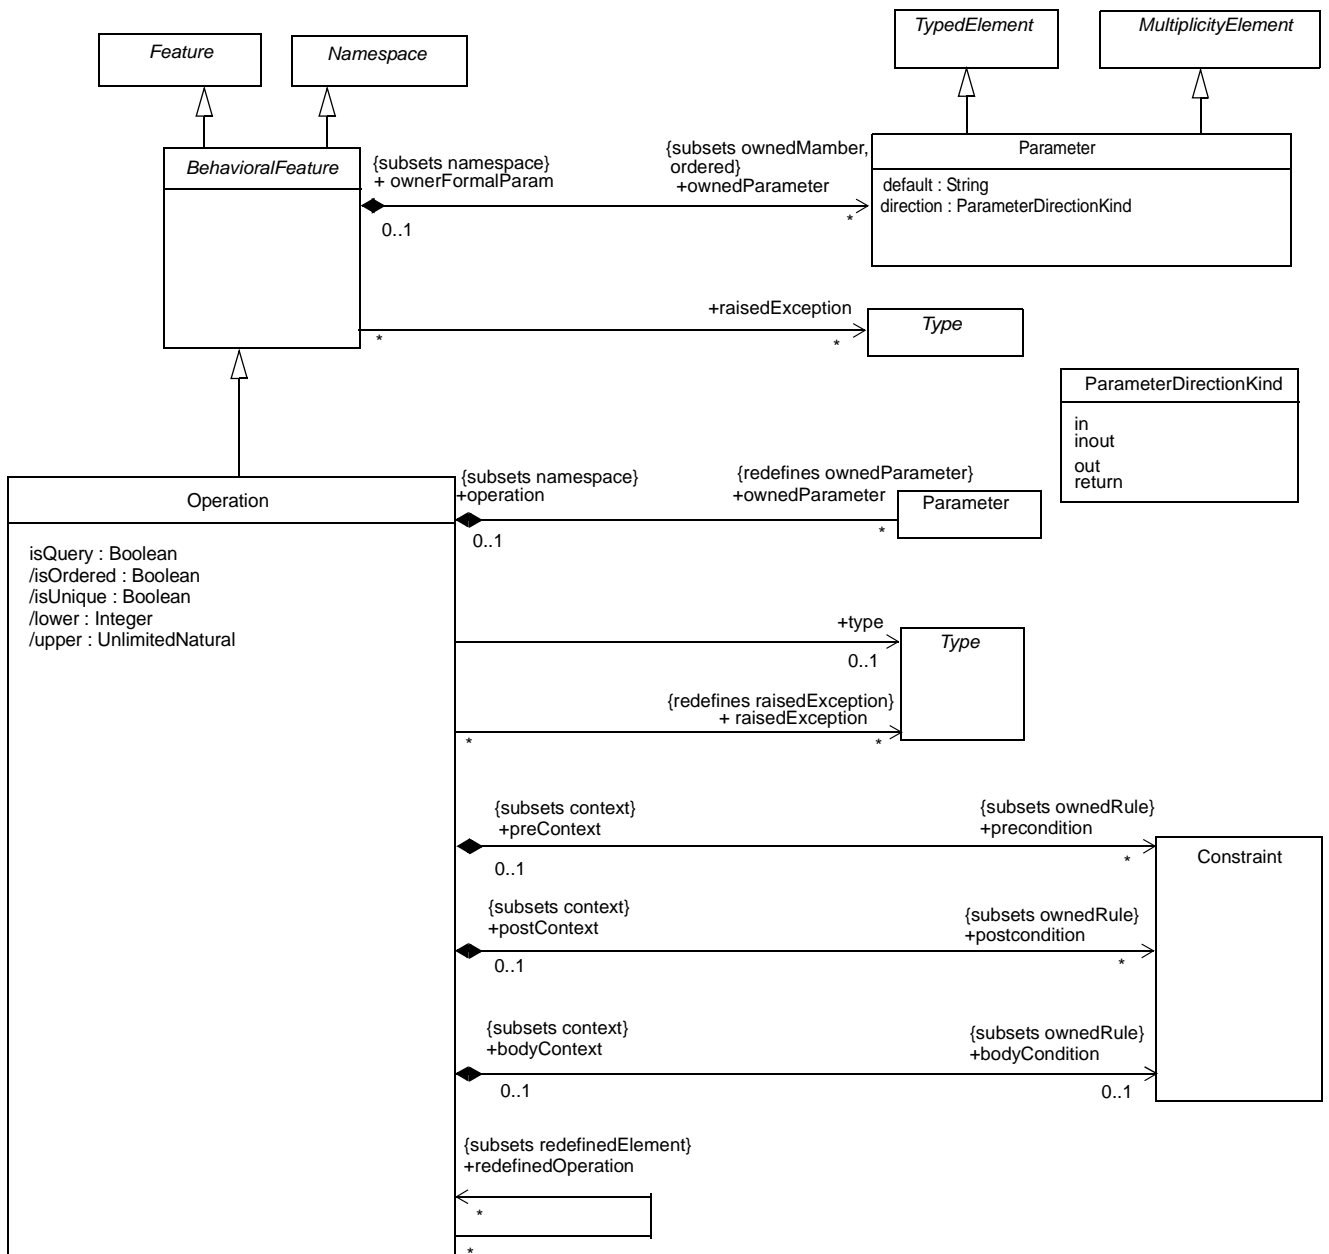 TypedElement
MultiplicityElement
Feature
Namespace
{subsets namespace}
+ ownerFormalParam
{subsets ownedMamber,
ordered}
+ownedParameter
0..1
*
BehavioralFeature
Parameter
default : String
direction : ParameterDirectionKind
+raisedException
*
*
Type
ParameterDirectionKind
in
inout
out
return
Operation
isQuery : Boolean
/isOrdered : Boolean
/isUnique : Boolean
/lower : Integer
/upper : UnlimitedNatural
{subsets namespace}
+operation
0..1
{redefines ownedParameter}
+ownedParameter
*
Parameter
+type
0..1
{redefines raisedException}
+ raisedException
*
*
Type
{subsets context}
+preContext
0..1
{subsets ownedRule}
+precondition
*
Constraint
{subsets context}
+postContext
0..1
{subsets ownedRule}
+postcondition
*
{subsets context}
+bodyContext
0..1
{subsets ownedRule}
+bodyCondition
0..1
{subsets redefinedElement}
+redefinedOperation
*
*